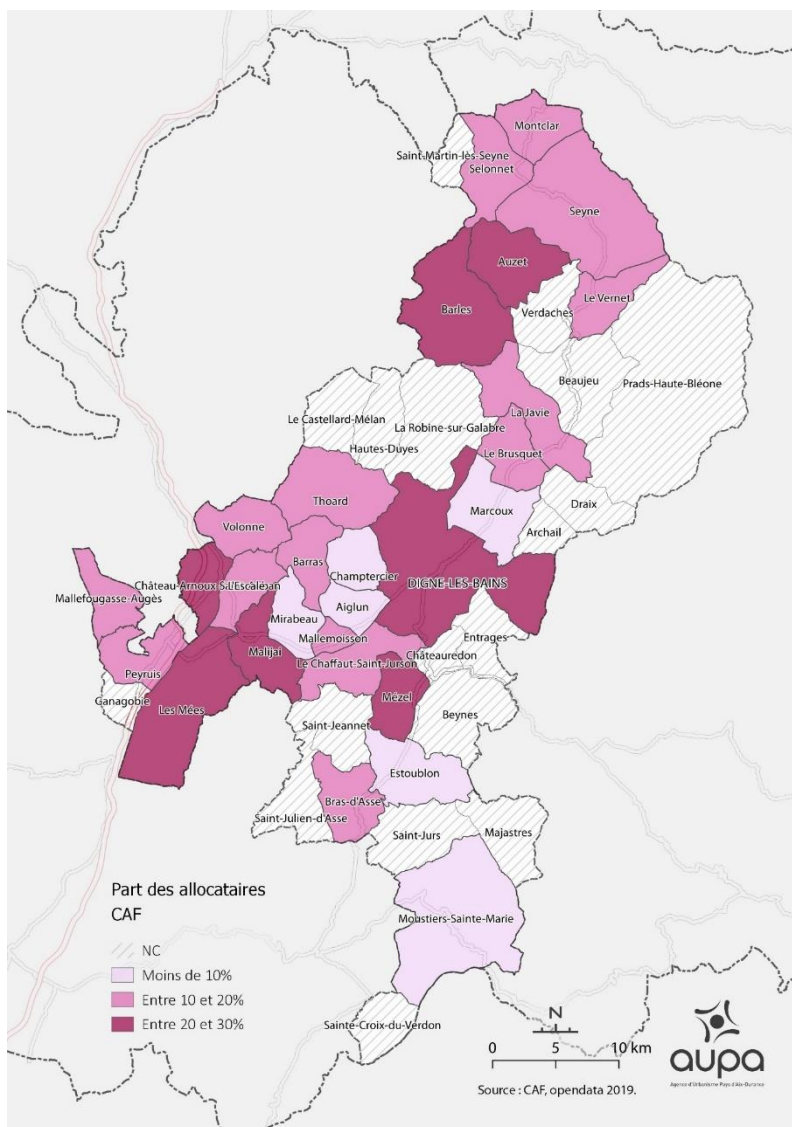 Montclar
Saint-Martin-lès-Seyne
Selonnet
Seyne
Auzet
Le Vernet
Barles
Verdaches
Beaujeu
Prads-Haute-Bléone
Le Castellard-Mélan
La Javie
La Robine-sur-Galabre
Hautes-Duyes
Le Brusquet
Thoard
Marcoux
Draix
Volonne
Archail
Barras
Champtercier
DIGNE-LES-BAINS
Château-Arnoux-S
L'Escale
Mallefougasse-Augès
Aiglun
Mirabeau
Mallemoisson
Entrages
Malijai
Châteauredon
Le Chaffaut-Saint-Jurson
Peyruis
Ganagobie
Les Mées
Mézel
Beynes
Saint-Jeannet
Estoublon
Bras-d'Asse
Saint-Julien-d'Asse
Saint-Jurs
Majastres
Moustiers-Sainte-Marie
Sainte-Croix-du-Verdon
Part des allocataires
CAF
NC
Moins de 10%
Entre 10 et 20%
Entre 20 et 30%
N
0 5 10 km
Source : CAF, opendata 2019.
aupa
Agence d'Urbanisme Pays d'Aix-Durance